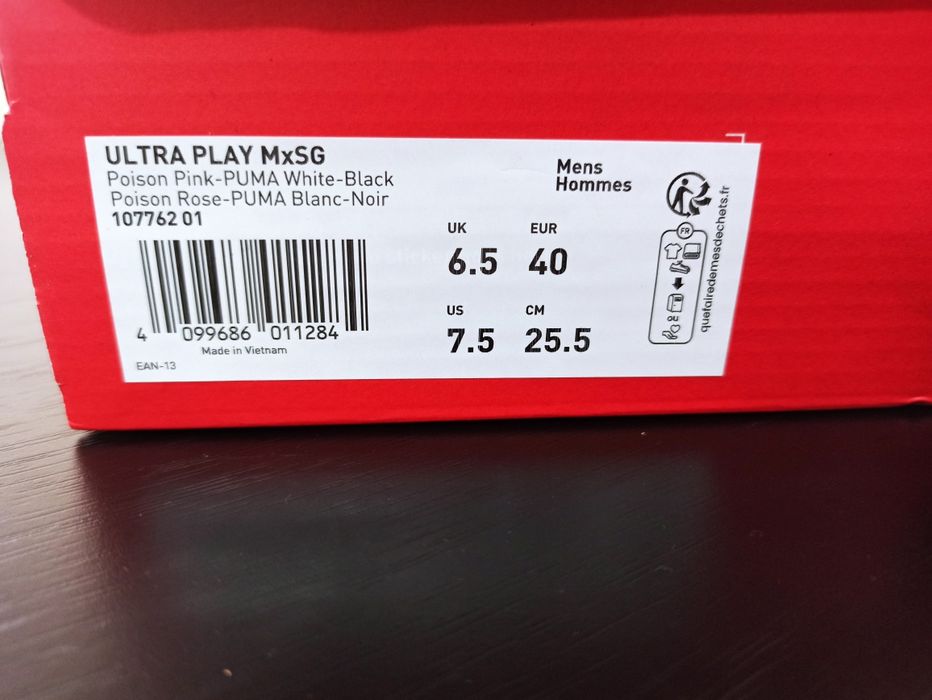 ULTRA PLAY MxSG
Poison Pink-PUMA White-Black
Poison Rose-PUMA Blanc-Noir
107762 01
Mens
Hommes
UK EUR
6.5 40
US CM
7.5 25.5
4 099686 011284
Made in Vietnam
EAN-13
FR
OU
quefairedemesdechets.fr